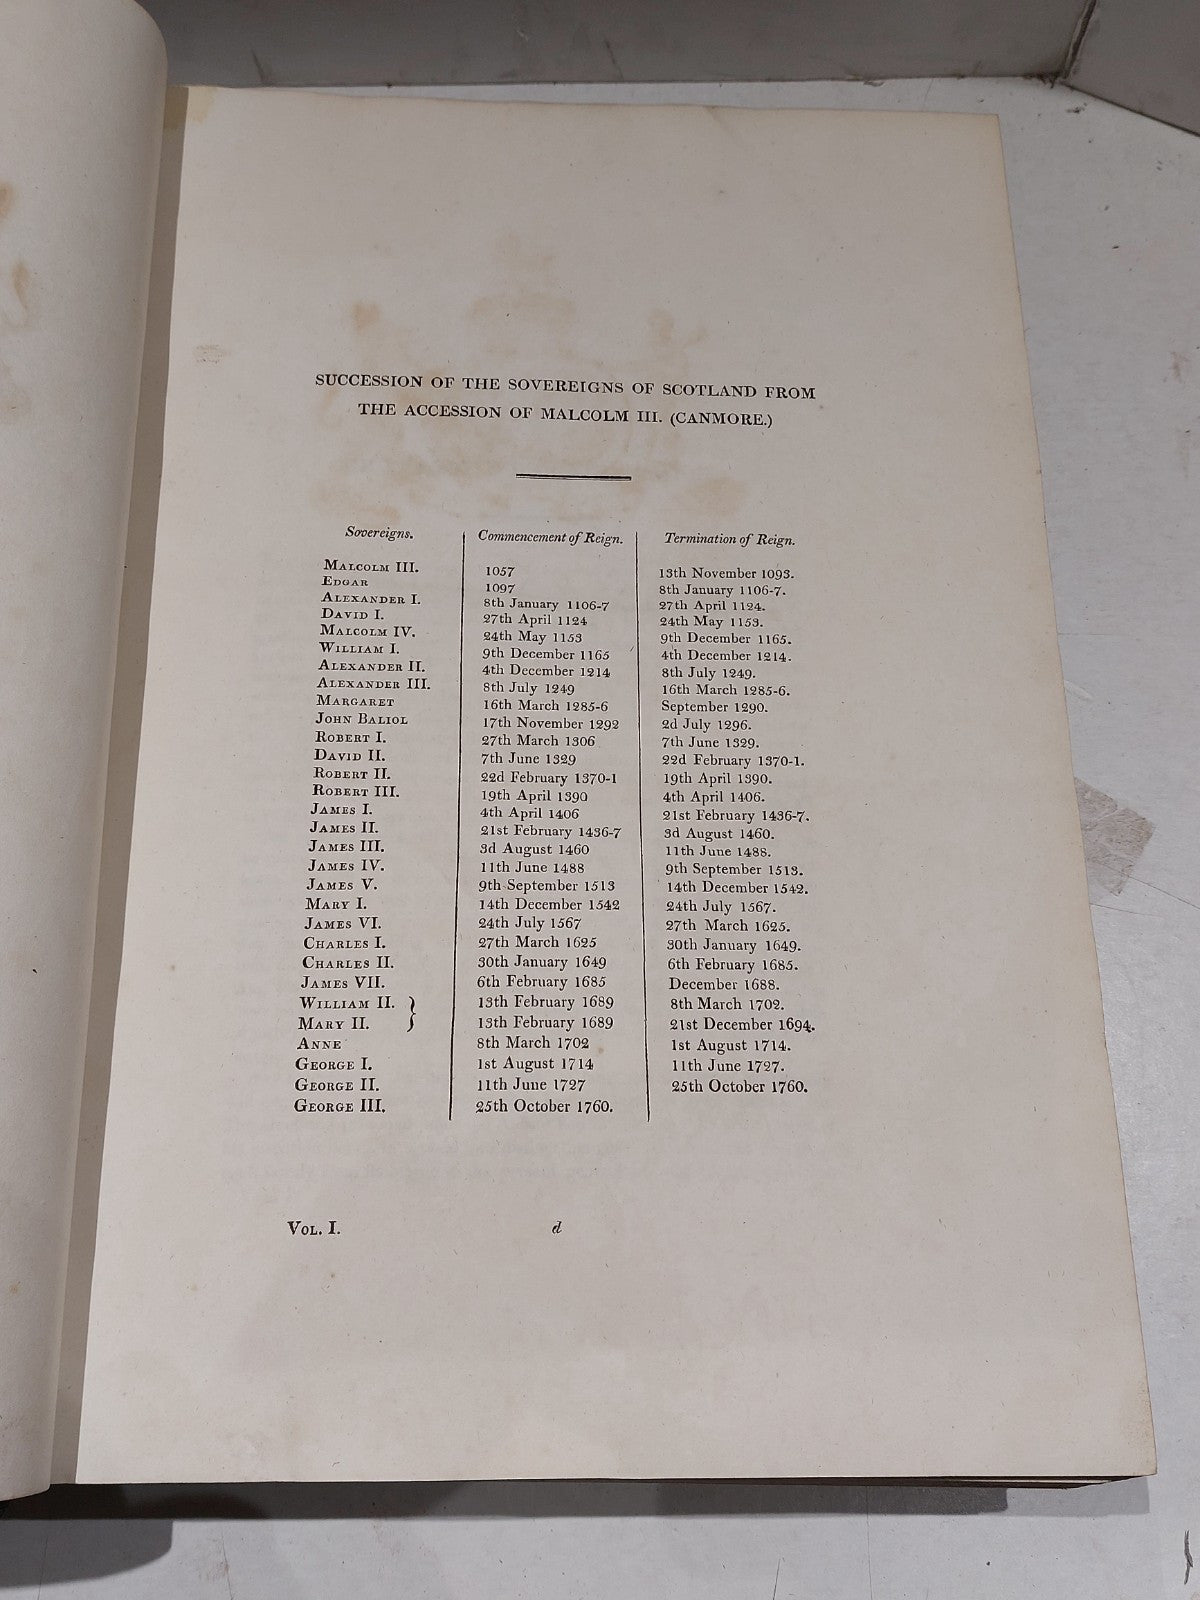 SUCCESSION OF THE SOVEREIGNS OF SCOTLAND FROM
THE ACCESSION OF MALCOLM III. (CANMORE.)
Sovereigns. Commencement of Reign. Termination of Reign.
MALCOLM III. 1057 13th November 1093.
EDGAR 1097 8th January 1106-7.
ALEXANDER I. 8th January 1106-7 27th April 1124.
DAVID I. 27th April 1124 24th May 1153.
MALCOLM IV. 24th May 1153 9th December 1165.
WILLIAM I. 9th December 1165 4th December 1214.
ALEXANDER II. 4th December 1214 8th July 1249.
ALEXANDER III. 8th July 1249 16th March 1285-6.
MARGARET 16th March 1285-6 September 1290.
JOHN BALIOL 17th November 1292 2d July 1296.
ROBERT I. 27th March 1306 7th June 1329.
DAVID II. 7th June 1329 22d February 1370-1.
ROBERT II. 22d February 1370-1 19th April 1390.
ROBERT III. 19th April 1390 4th April 1406.
JAMES I. 4th April 1406 21st February 1436-7.
JAMES II. 21st February 1436-7 3d August 1460.
JAMES III. 3d August 1460 11th June 1488.
JAMES IV. 11th June 1488 9th September 1513.
JAMES V. 9th September 1513 14th December 1542.
MARY I. 14th December 1542 24th July 1567.
JAMES VI. 24th July 1567 27th March 1625.
CHARLES I. 27th March 1625 30th January 1649.
CHARLES II. 30th January 1649 6th February 1685.
JAMES VII. 6th February 1685 December 1688.
WILLIAM II. } 13th February 1689 8th March 1702.
MARY II. 13th February 1689 21st December 1694.
ANNE 8th March 1702 1st August 1714.
GEORGE I. 1st August 1714 11th June 1727.
GEORGE II. 11th June 1727 25th October 1760.
GEORGE III. 25th October 1760.
VOL. I. d